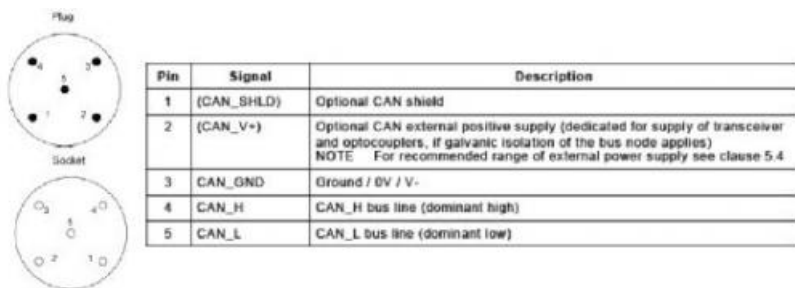 Plug
4 3
5
1 2
Socket
3 4
5
2 1
Pin Signal Description
1 (CAN_SHLD) Optional CAN shield
2 (CAN_V+) Optional CAN external positive supply (dedicated for supply of transceiver
and optocouplers, if galvanic isolation of the bus node applies)
NOTE For recommended range of external power supply see clause 5.4
3 CAN_GND Ground / 0V / V-
4 CAN_H CAN_H bus line (dominant high)
5 CAN_L CAN_L bus line (dominant low)